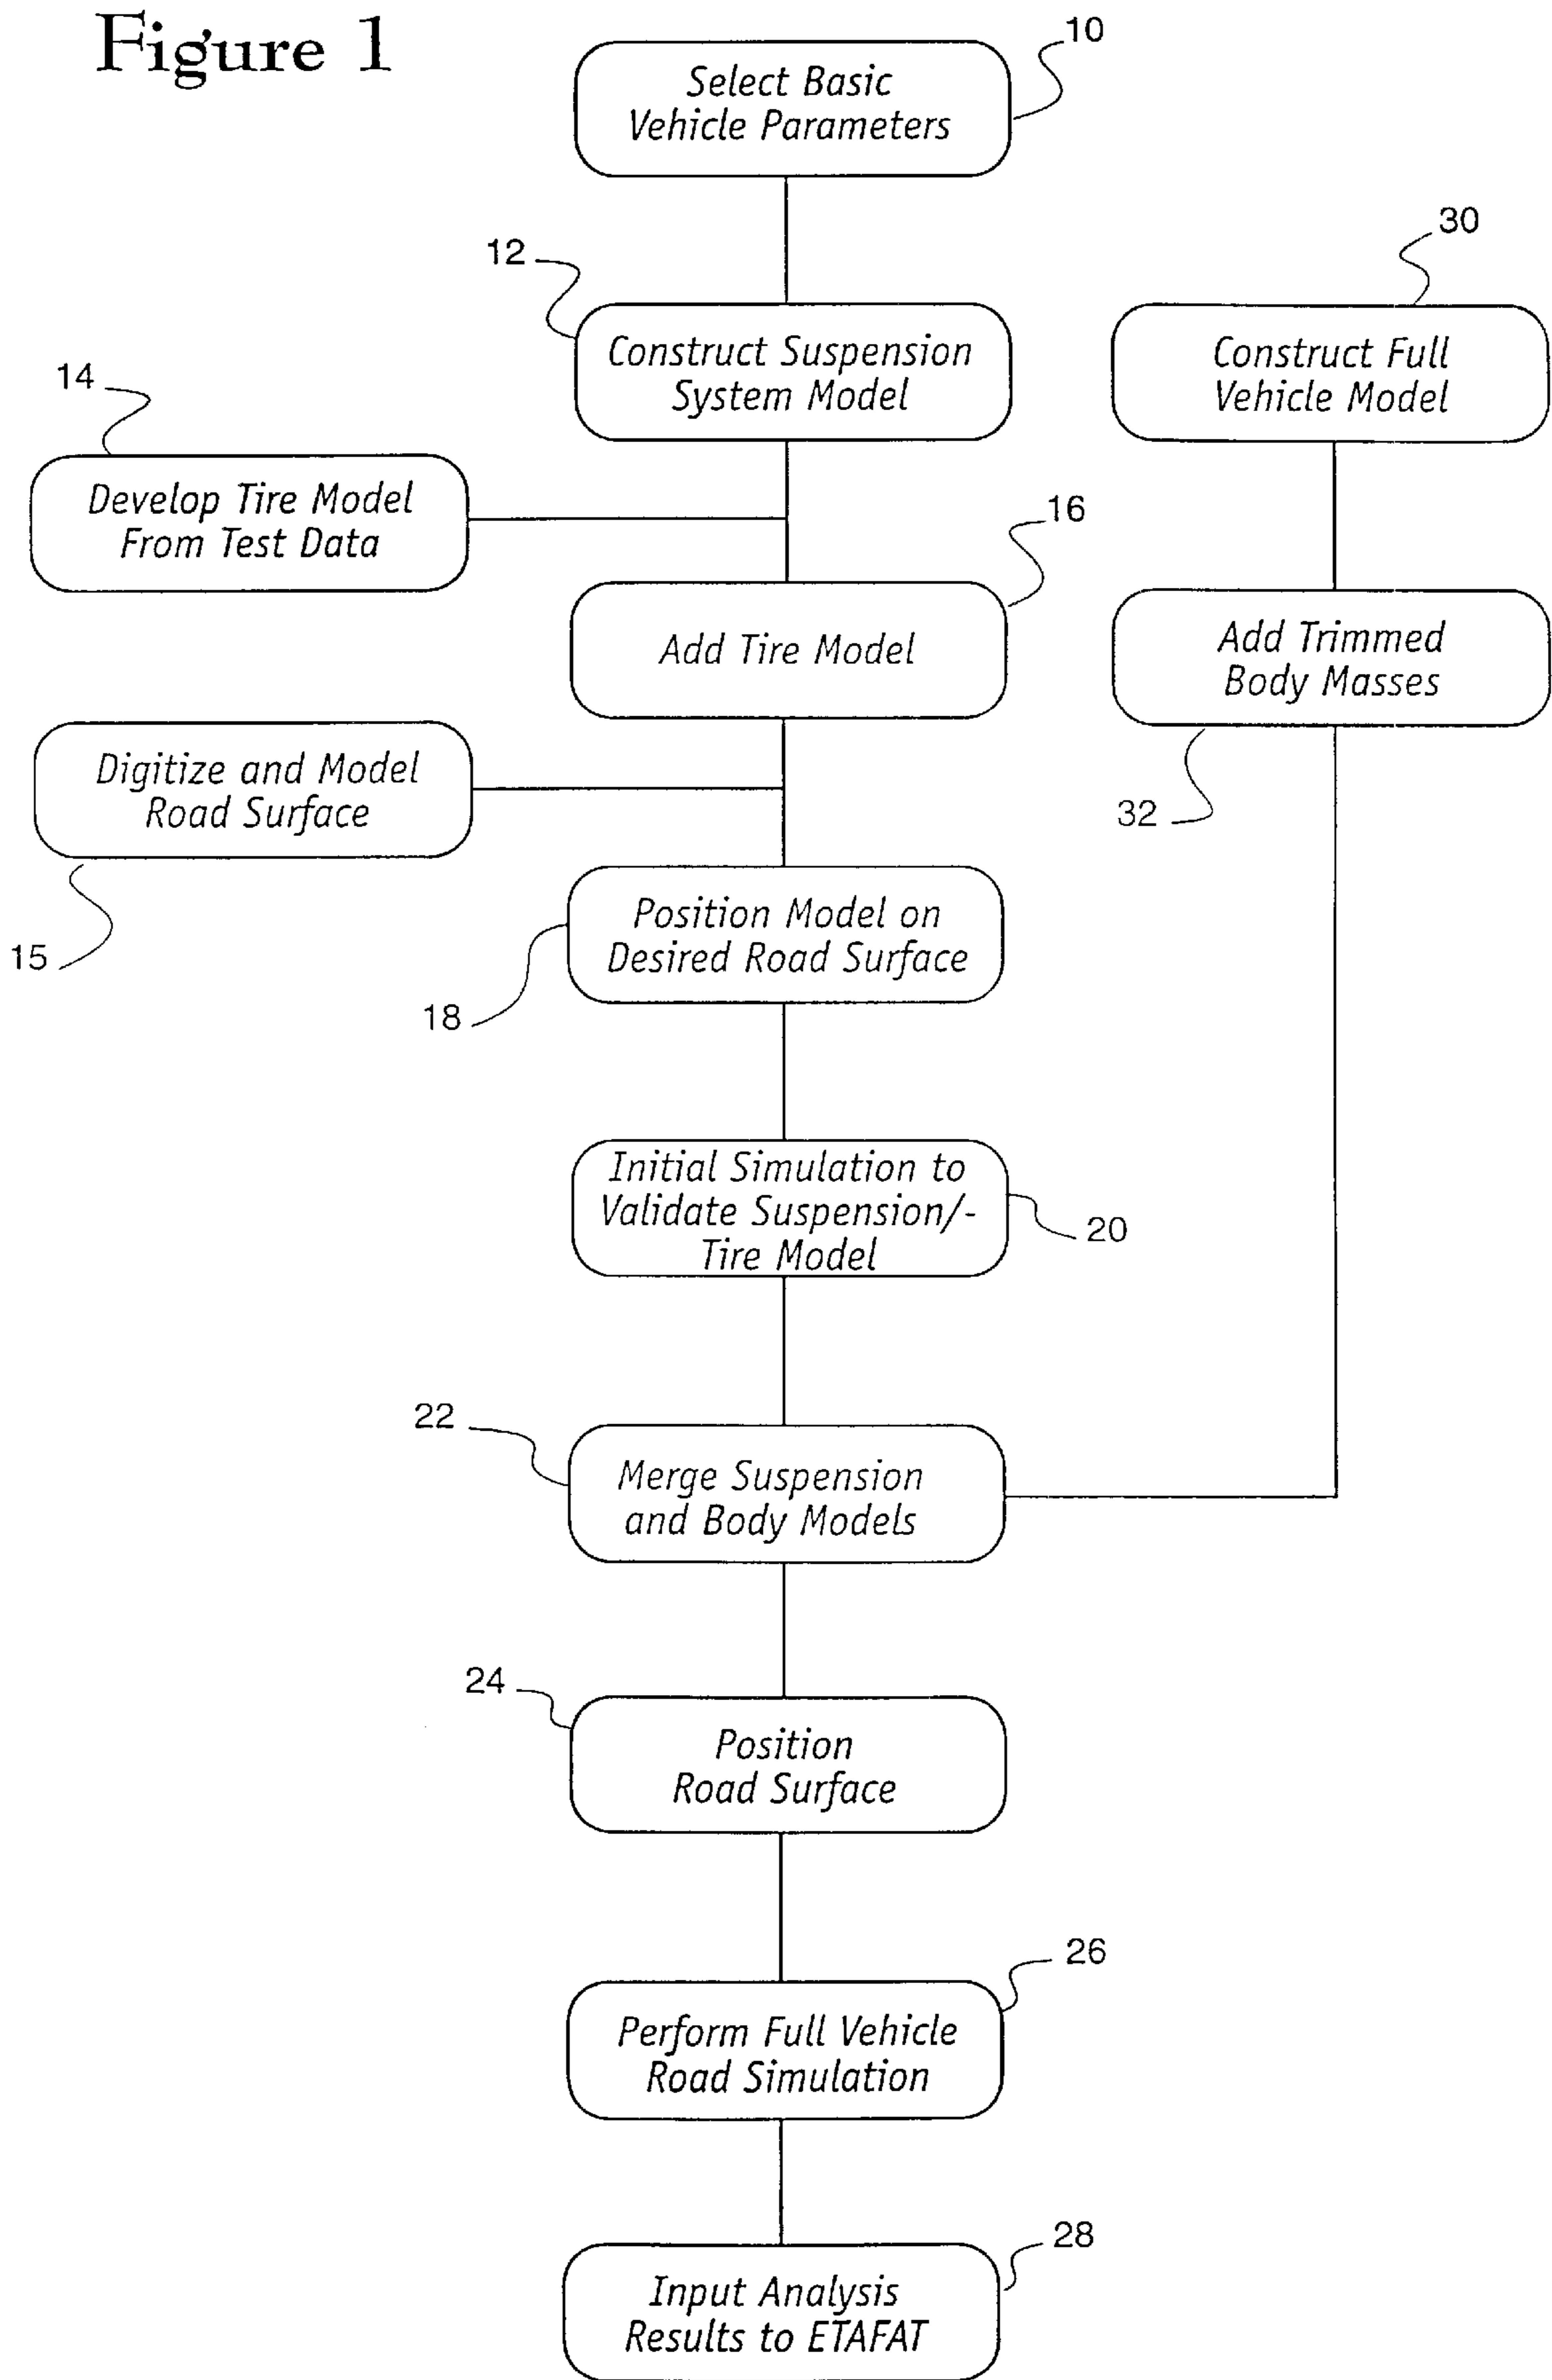 Figure 1
10
Select Basic
Vehicle Parameters
30
12
Construct Suspension
System Model
Construct Full
Vehicle Model
14
Develop Tire Model
From Test Data
16
Add Tire Model
Add Trimmed
Body Masses
32
Digitize and Model
Road Surface
15
Position Model on
Desired Road Surface
18
Initial Simulation to
Validate Suspension/-
Tire Model
20
22
Merge Suspension
and Body Models
24
Position
Road Surface
26
Perform Full Vehicle
Road Simulation
28
Input Analysis
Results to ETAFAT